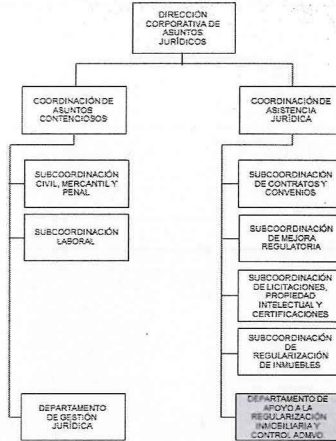 DIRECCIÓN
CORPORATIVA DE
ASUNTOS
JURÍDICOS
COORDINACIÓN DE
ASUNTOS
CONTENCIOSOS
SUBCOORDINACIÓN
CIVIL, MERCANTIL Y
PENAL
SUBCOORDINACIÓN
LABORAL
DEPARTAMENTO
DE GESTIÓN
JURÍDICA
COORDINACIÓN DE
ASISTENCIA
JURÍDICA
SUBCOORDINACIÓN
DE CONTRATOS Y
CONVENIOS
SUBCOORDINACIÓN
DE MEJORA
REGULATORIA
SUBCOORDINACIÓN
DE LICITACIONES,
PROPIEDAD
INTELECTUAL Y
CERTIFICACIONES
SUBCOORDINACIÓN
DE
REGULARIZACIÓN
DE INMUEBLES
DEPARTAMENTO DE
APOYO A LA
REGULARIZACIÓN
INMOBILIARIA Y
CONTROL ADMVO.